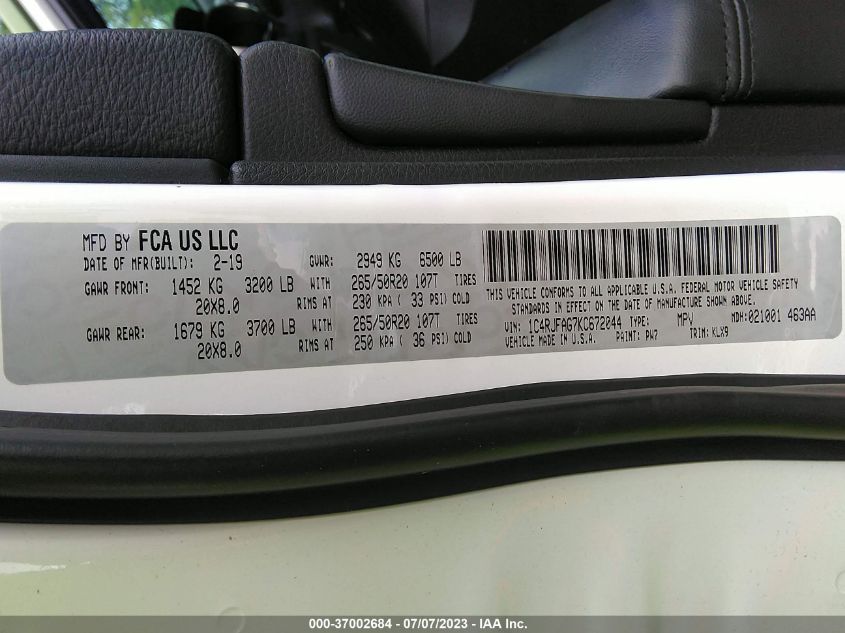 MFD BY FCA US LLC
DATE OF MFR(BUILT): 2-19 GVWR: 2949 KG 6500 LB
GAWR FRONT: 1452 KG 3200 LB WITH 265/50R20 107T TIRES
20X8.0 RIMS AT 230 KPA ( 33 PSI) COLD
GAWR REAR: 1679 KG 3700 LB WITH 265/50R20 107T TIRES
20X8.0 RIMS AT 250 KPA ( 36 PSI) COLD
THIS VEHICLE CONFORMS TO ALL APPLICABLE U.S.A. FEDERAL MOTOR VEHICLE SAFETY
STANDARDS IN EFFECT ON THE DATE OF MANUFACTURE SHOWN ABOVE.
VIN: 1C4RJFAG7KC672044 TYPE: MPV MDH:021001 463AA
VEHICLE MADE IN U.S.A. PAINT: PW7 TRIM: KLX9
000-37002684 - 07/07/2023 - IAA Inc.